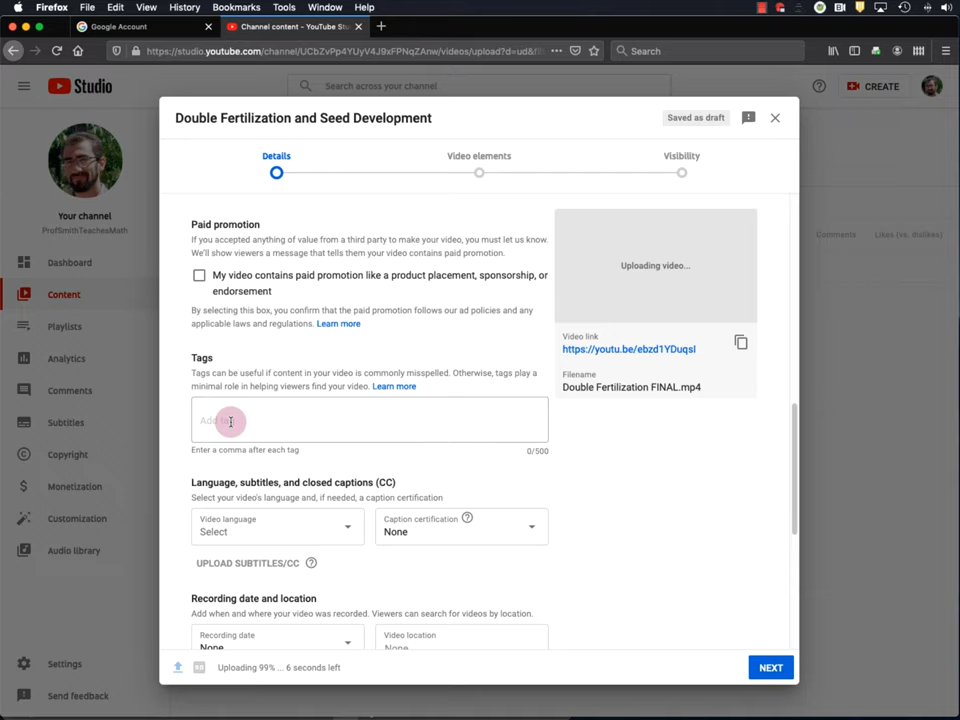 Firefox File Edit View History Bookmarks Tools Window Help
Google Account
Channel content - YouTube Stu
https://studio.youtube.com/channel/UCbZvPp4YUyV4J9xFPNqZAnw/videos/upload?d=ud&fil
Search
Studio
Search across your channel
CREATE
Your channel
ProfSmithTeachesMath
Dashboard
Content
Playlists
Analytics
Comments
Subtitles
Copyright
Monetization
Customization
Audio library
Settings
Send feedback
Comments
Likes (vs. dislikes)
Double Fertilization and Seed Development
Saved as draft
Details
Video elements
Visibility
Paid promotion
If you accepted anything of value from a third party to make your video, you must let us know.
We'll show viewers a message that tells them your video contains paid promotion.
My video contains paid promotion like a product placement, sponsorship, or
endorsement
By selecting this box, you confirm that the paid promotion follows our ad policies and any
applicable laws and regulations. Learn more
Tags
Tags can be useful if content in your video is commonly misspelled. Otherwise, tags play a
minimal role in helping viewers find your video. Learn more
Add tag
Enter a comma after each tag
0/500
Language, subtitles, and closed captions (CC)
Select your video's language and, if needed, a caption certification
Video language
Select
Caption certification
None
UPLOAD SUBTITLES/CC
Recording date and location
Add when and where your video was recorded. Viewers can search for videos by location.
Recording date
None
Video location
None
Uploading video...
Video link
https://youtu.be/ebzd1YDuqsI
Filename
Double Fertilization FINAL.mp4
Uploading 99% ... 6 seconds left
NEXT